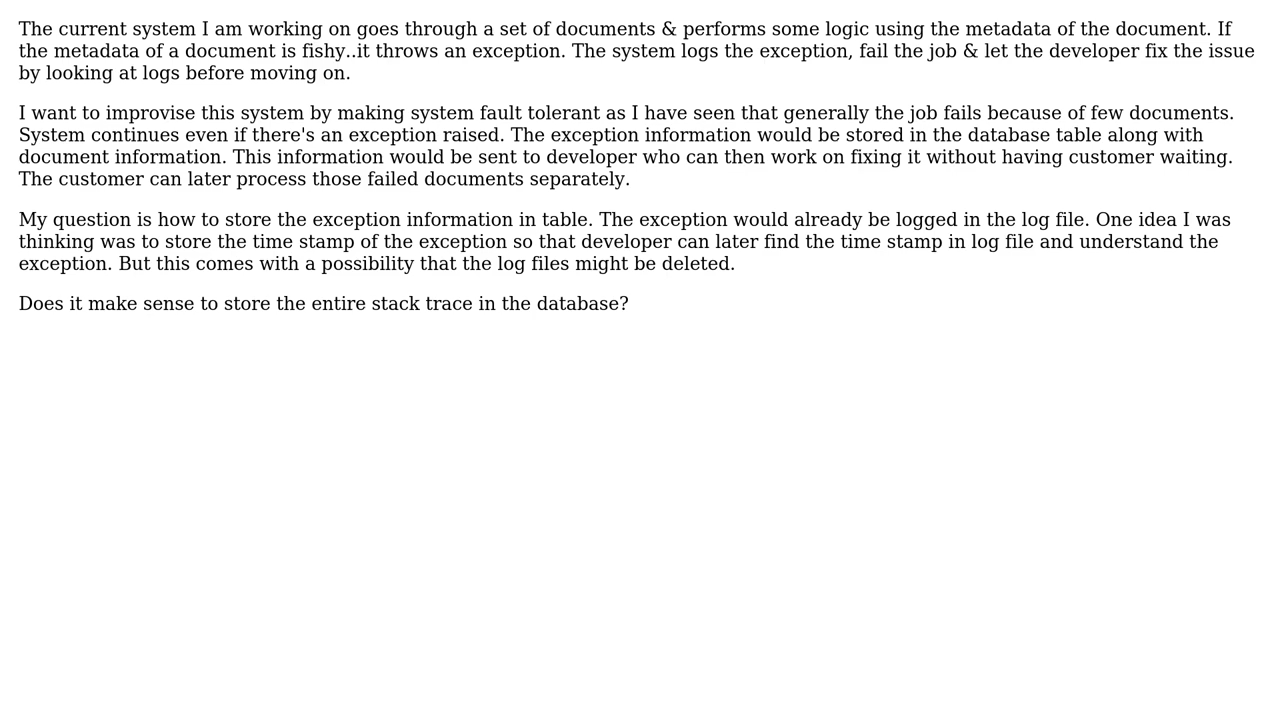 The current system I am working on goes through a set of documents & performs some logic using the metadata of the document. If
the metadata of a document is fishy..it throws an exception. The system logs the exception, fail the job & let the developer fix the issue
by looking at logs before moving on.
I want to improvise this system by making system fault tolerant as I have seen that generally the job fails because of few documents.
System continues even if there's an exception raised. The exception information would be stored in the database table along with
document information. This information would be sent to developer who can then work on fixing it without having customer waiting.
The customer can later process those failed documents separately.
My question is how to store the exception information in table. The exception would already be logged in the log file. One idea I was
thinking was to store the time stamp of the exception so that developer can later find the time stamp in log file and understand the
exception. But this comes with a possibility that the log files might be deleted.
Does it make sense to store the entire stack trace in the database?